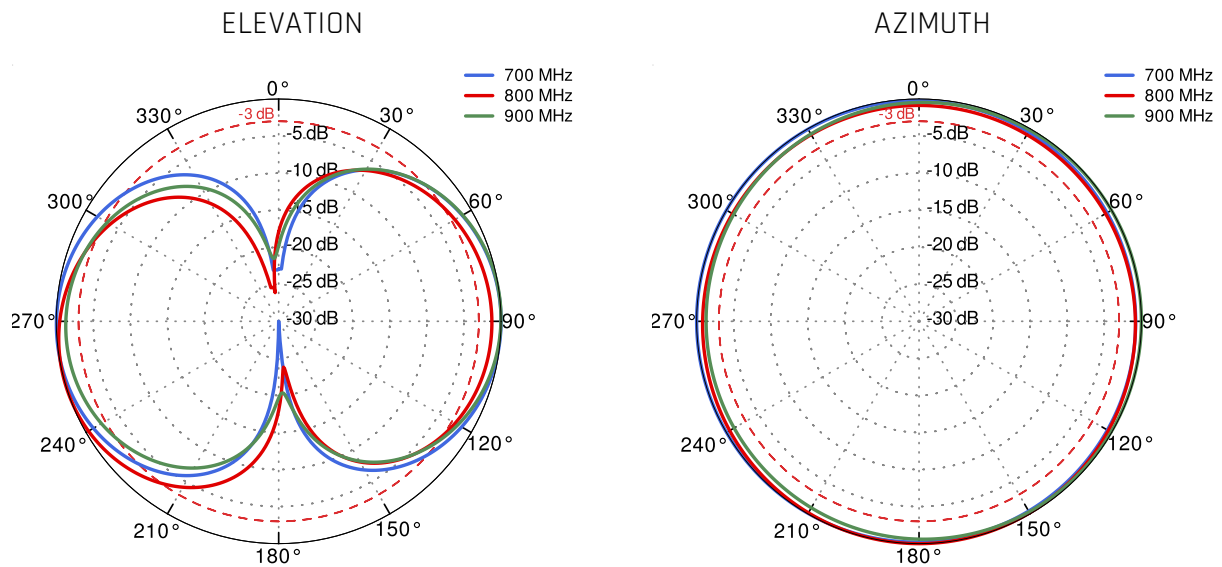 ELEVATION
700 MHz
800 MHz
900 MHz
0°
330°
-3 dB
30°
-5 dB
-10 dB
300°
60°
-15 dB
-20 dB
-25 dB
270°
-30 dB
90°
240°
120°
210°
150°
180°
AZIMUTH
700 MHz
800 MHz
900 MHz
0°
330°
-3 dB
30°
-5 dB
-10 dB
300°
60°
-15 dB
-20 dB
-25 dB
270°
-30 dB
90°
240°
120°
210°
150°
180°